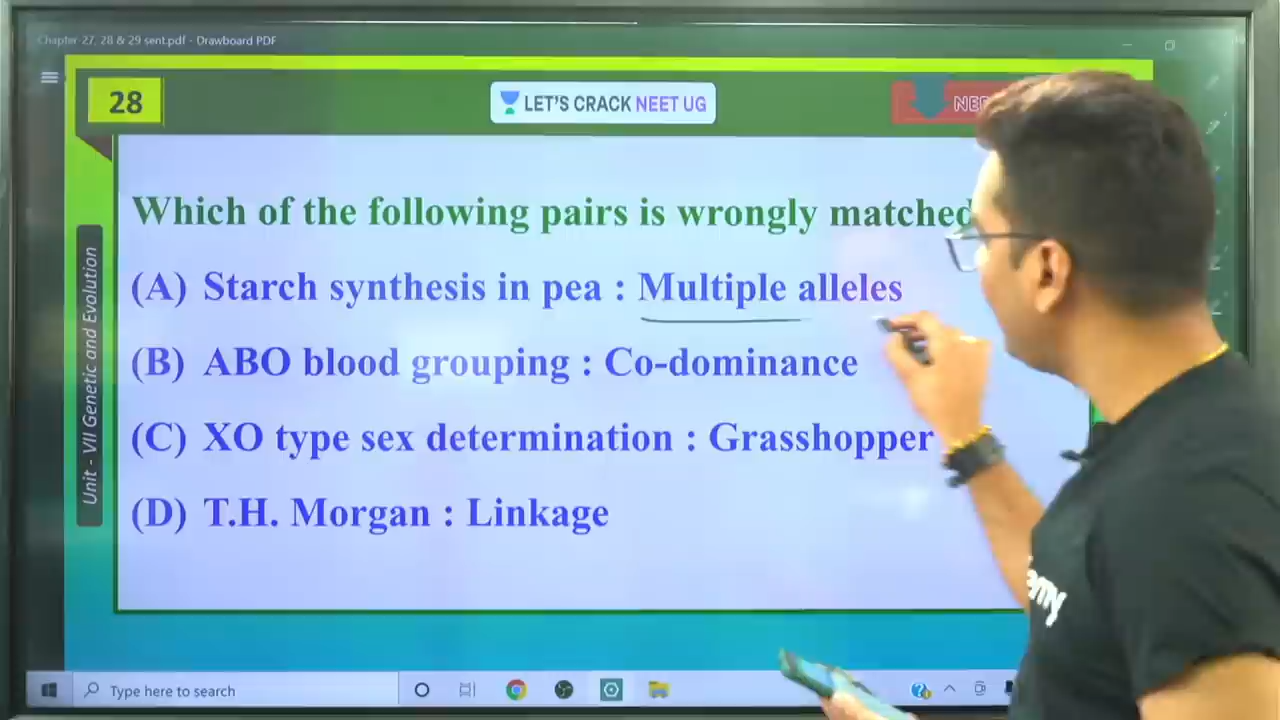 Chapter-27, 28 & 29 sent.pdf - Drawboard PDF
28
LET'S CRACK NEET UG
Which of the following pairs is wrongly matched
(A) Starch synthesis in pea : Multiple alleles
(B) ABO blood grouping : Co-dominance
(C) XO type sex determination : Grasshopper
(D) T.H. Morgan : Linkage
Unit - VII Genetic and Evolution
Type here to search